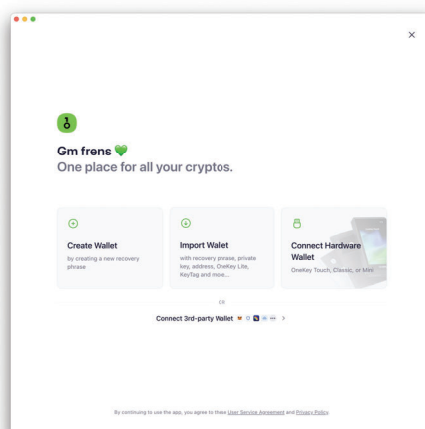 Gm frens 💚
One place for all your cryptos.
Create Wallet
by creating a new recovery
phrase
Import Walet
with recovery phrase, private
key, address, OneKey Lite,
KeyTag and moe...
Connect Hardware
Wallet
OneKey Touch, Classic, or Mini
OR
Connect 3rd-party Wallet
By continuing to use the app, you agree to these User Service Agreement and Privacy Policy.